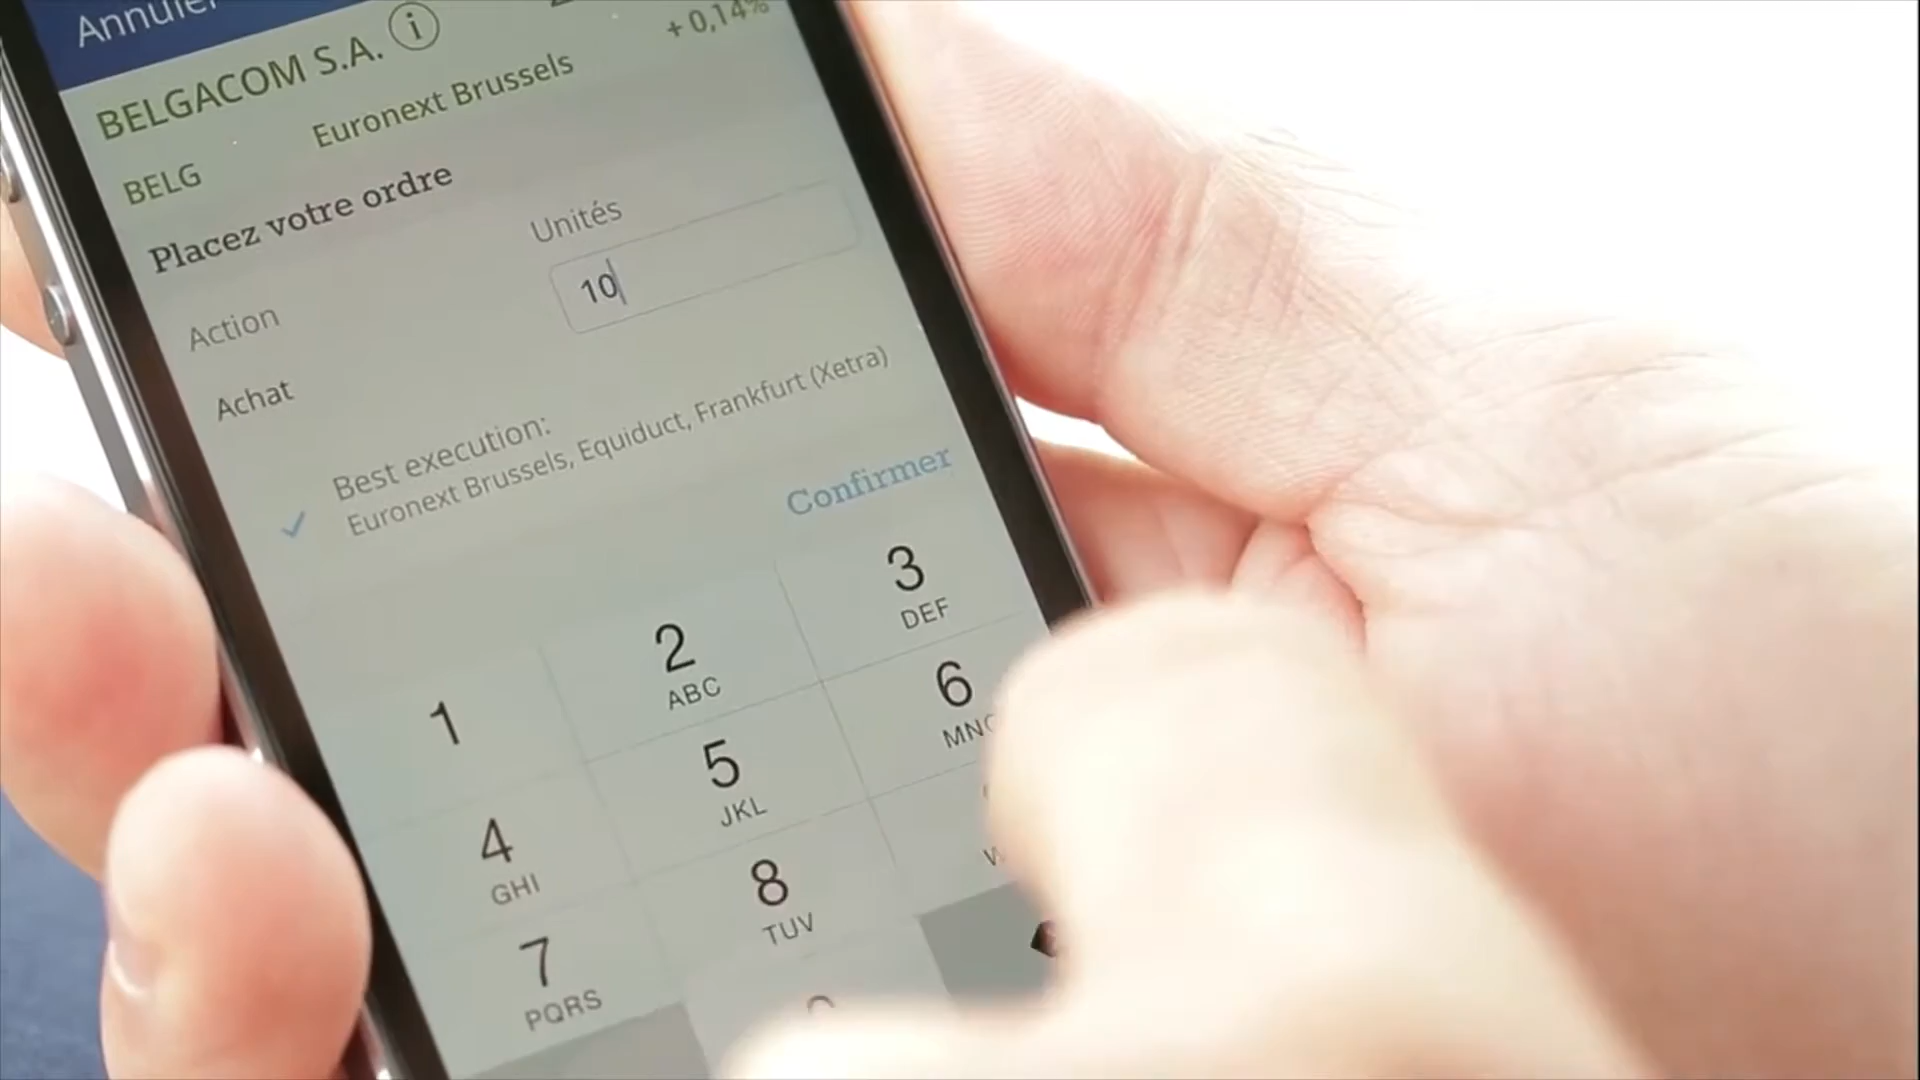 Annuler
BELGACOM S.A. i
+ 0,14%
BELG Euronext Brussels
Placez votre ordre
Action Unités
10
Achat
Best execution:
Euronext Brussels, Equiduct, Frankfurt (Xetra)
Confirmer
1
2 ABC
3 DEF
4 GHI
5 JKL
6 MNO
7 PQRS
8 TUV